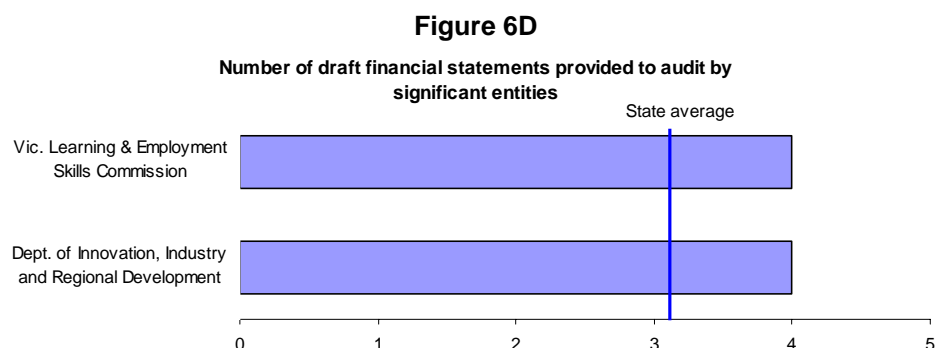 Figure 6D
Number of draft financial statements provided to audit by
significant entities
State average
Vic. Learning & Employment
Skills Commission
Dept. of Innovation, Industry
and Regional Development
0 1 2 3 4 5